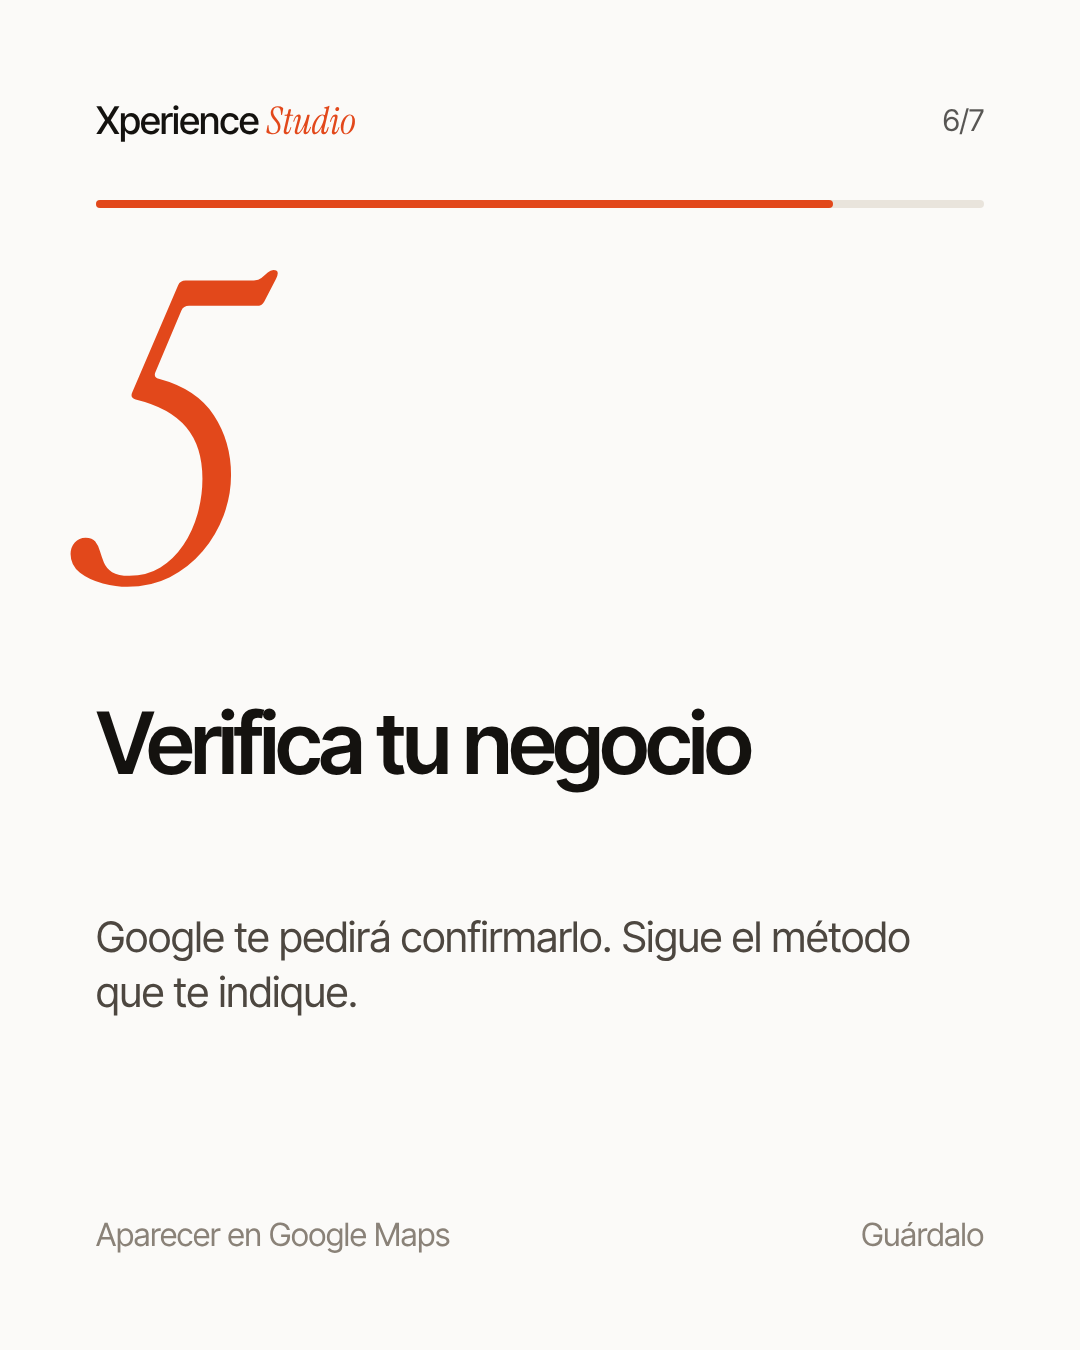 Xperience Studio
6/7
5
Verifica tu negocio
Google te pedirá confirmarlo. Sigue el método
que te indique.
Aparecer en Google Maps
Guárdalo